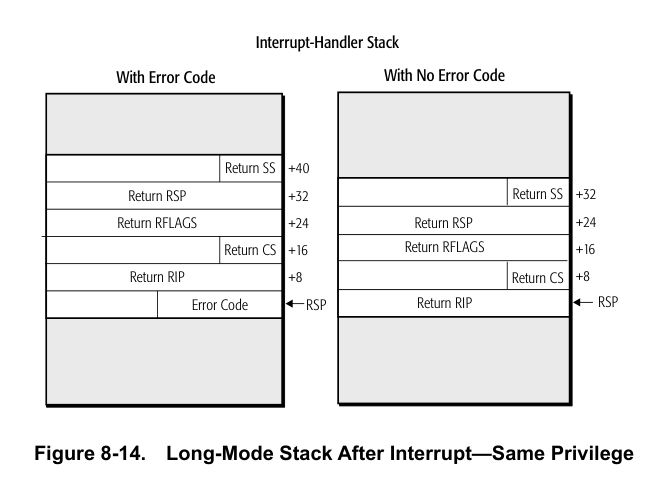 Interrupt-Handler Stack
With Error Code
With No Error Code
Return SS +40
Return RSP +32
Return RFLAGS +24
Return CS +16
Return RIP +8
Error Code RSP
Return SS +32
Return RSP +24
Return RFLAGS +16
Return CS +8
Return RIP RSP
Figure 8-14. Long-Mode Stack After Interrupt—Same Privilege